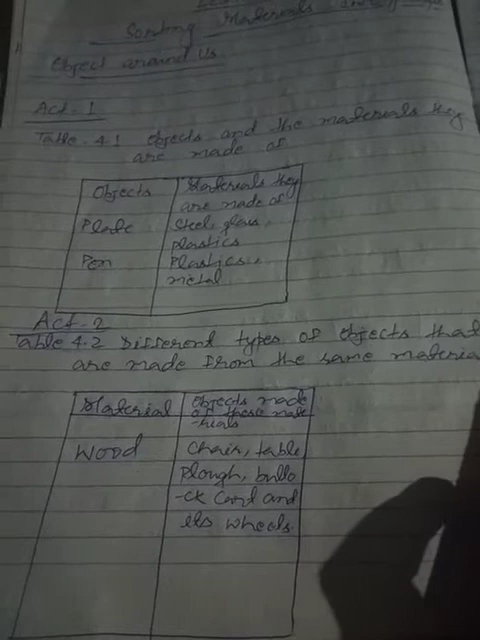 Sorting Materials Into
Object around us
Act. 1
Table 4.1 Objects and the materials they
are made of
Objects
Materials they
are made of
Plate
Steel, glass,
plastics
Pen
Plastics,
metal
Act. 2
Table 4.2 Different types of objects that
are made from the same materia
Material
Objects made
of these mate
-rials
Wood
Chair, table
plough, bullo
-ck Cart and
its wheels.